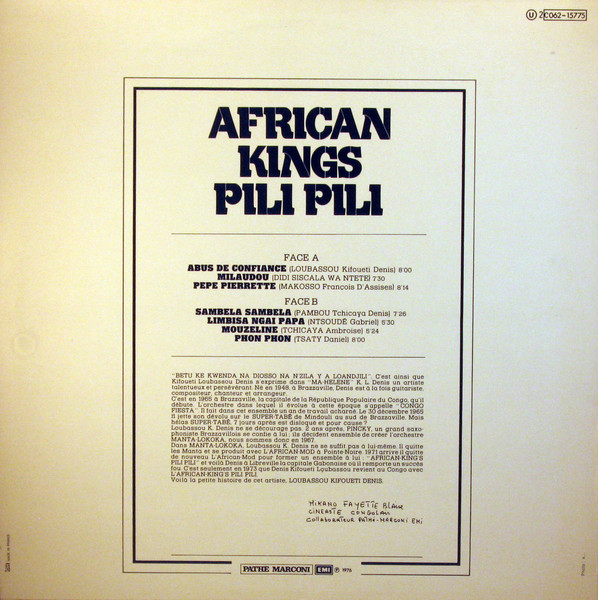 Ⓤ 2C062-15775
AFRICAN
KINGS
PILI PILI
FACE A
ABUS DE CONFIANCE (LOUBASSOU Kifoueti Denis) 8'00
MILAUDOU (DIDI SISCALA WA NTETE) 7'30
PEPE PIERRETTE (MAKOSSO François D'Assises) 8'14
FACE B
SAMBELA SAMBELA (PAMBOU Tchicaya Denis) 7'26
LIMBISA NGAI PAPA (NTSOUDÉ Gabriel) 5'30
MOUZELINE (TCHICAYA Ambroise) 6'24
PHON PHON (TSATY Daniel) 8'00
"BETU KE KWENDA NA DIOSSO NA N'ZILA Y A LOANDJILI". C'est ainsi que
Kifoueti Loubassou Denis s'exprime dans "MA-HELENE" K. L. Denis un artiste
talentueux et persévérant. Né en 1948, à Brazzaville, Denis est à la fois guitariste,
compositeur, chanteur et arrangeur.
C'est en 1965 à Brazzaville, la capitale de la République Populaire du Congo, qu'il
débute. L'orchestre dans lequel il évolue à cette époque s'appelle "CONGO
FIESTA". Il fait dans cet ensemble un an de travail acharné. Le 30 décembre 1965
il jette son dévolu sur le SUPER-TABÉ de Mindouli au sud de Brazzaville. Mais
hélas SUPER-TABÉ, 7 jours après est disloqué et pour cause ?
Loubassou K. Denis ne se décourage pas. 2 ans après, PINCKY, un grand saxo-
phoniste Brazzavillois se confie à lui ; ils décident ensemble de créer l'orchestre
MANTA-LOKOKA, nous sommes donc en 1967.
Dans MANTA-LOKOKA, Loubassou K. Denis ne se suffit pas à lui-même. Il quitte
les Manta et se produit avec L'AFRICAN-MOD à Pointe-Noire 1971 arrive il quitte
de nouveau L'African-Mod pour former un ensemble à lui : "AFRICAN-KING'S
PILI PILI" et voilà Denis à Libreville la capitale Gabonaise où il remporte un succès
fou. C'est seulement en 1973 que Denis Loubassou revient au Congo avec
L'AFRICAN-KING'S PILI PILI.
Voilà la petite histoire de cet artiste, LOUBASSOU KIFOUETI DENIS.
MIKANO FAYETTE BLAISE
CINEASTE CONGOLAIS
COLLABORATEUR PATHE-MARCONI EMI
PATHE MARCONI EMI Ⓟ 1976